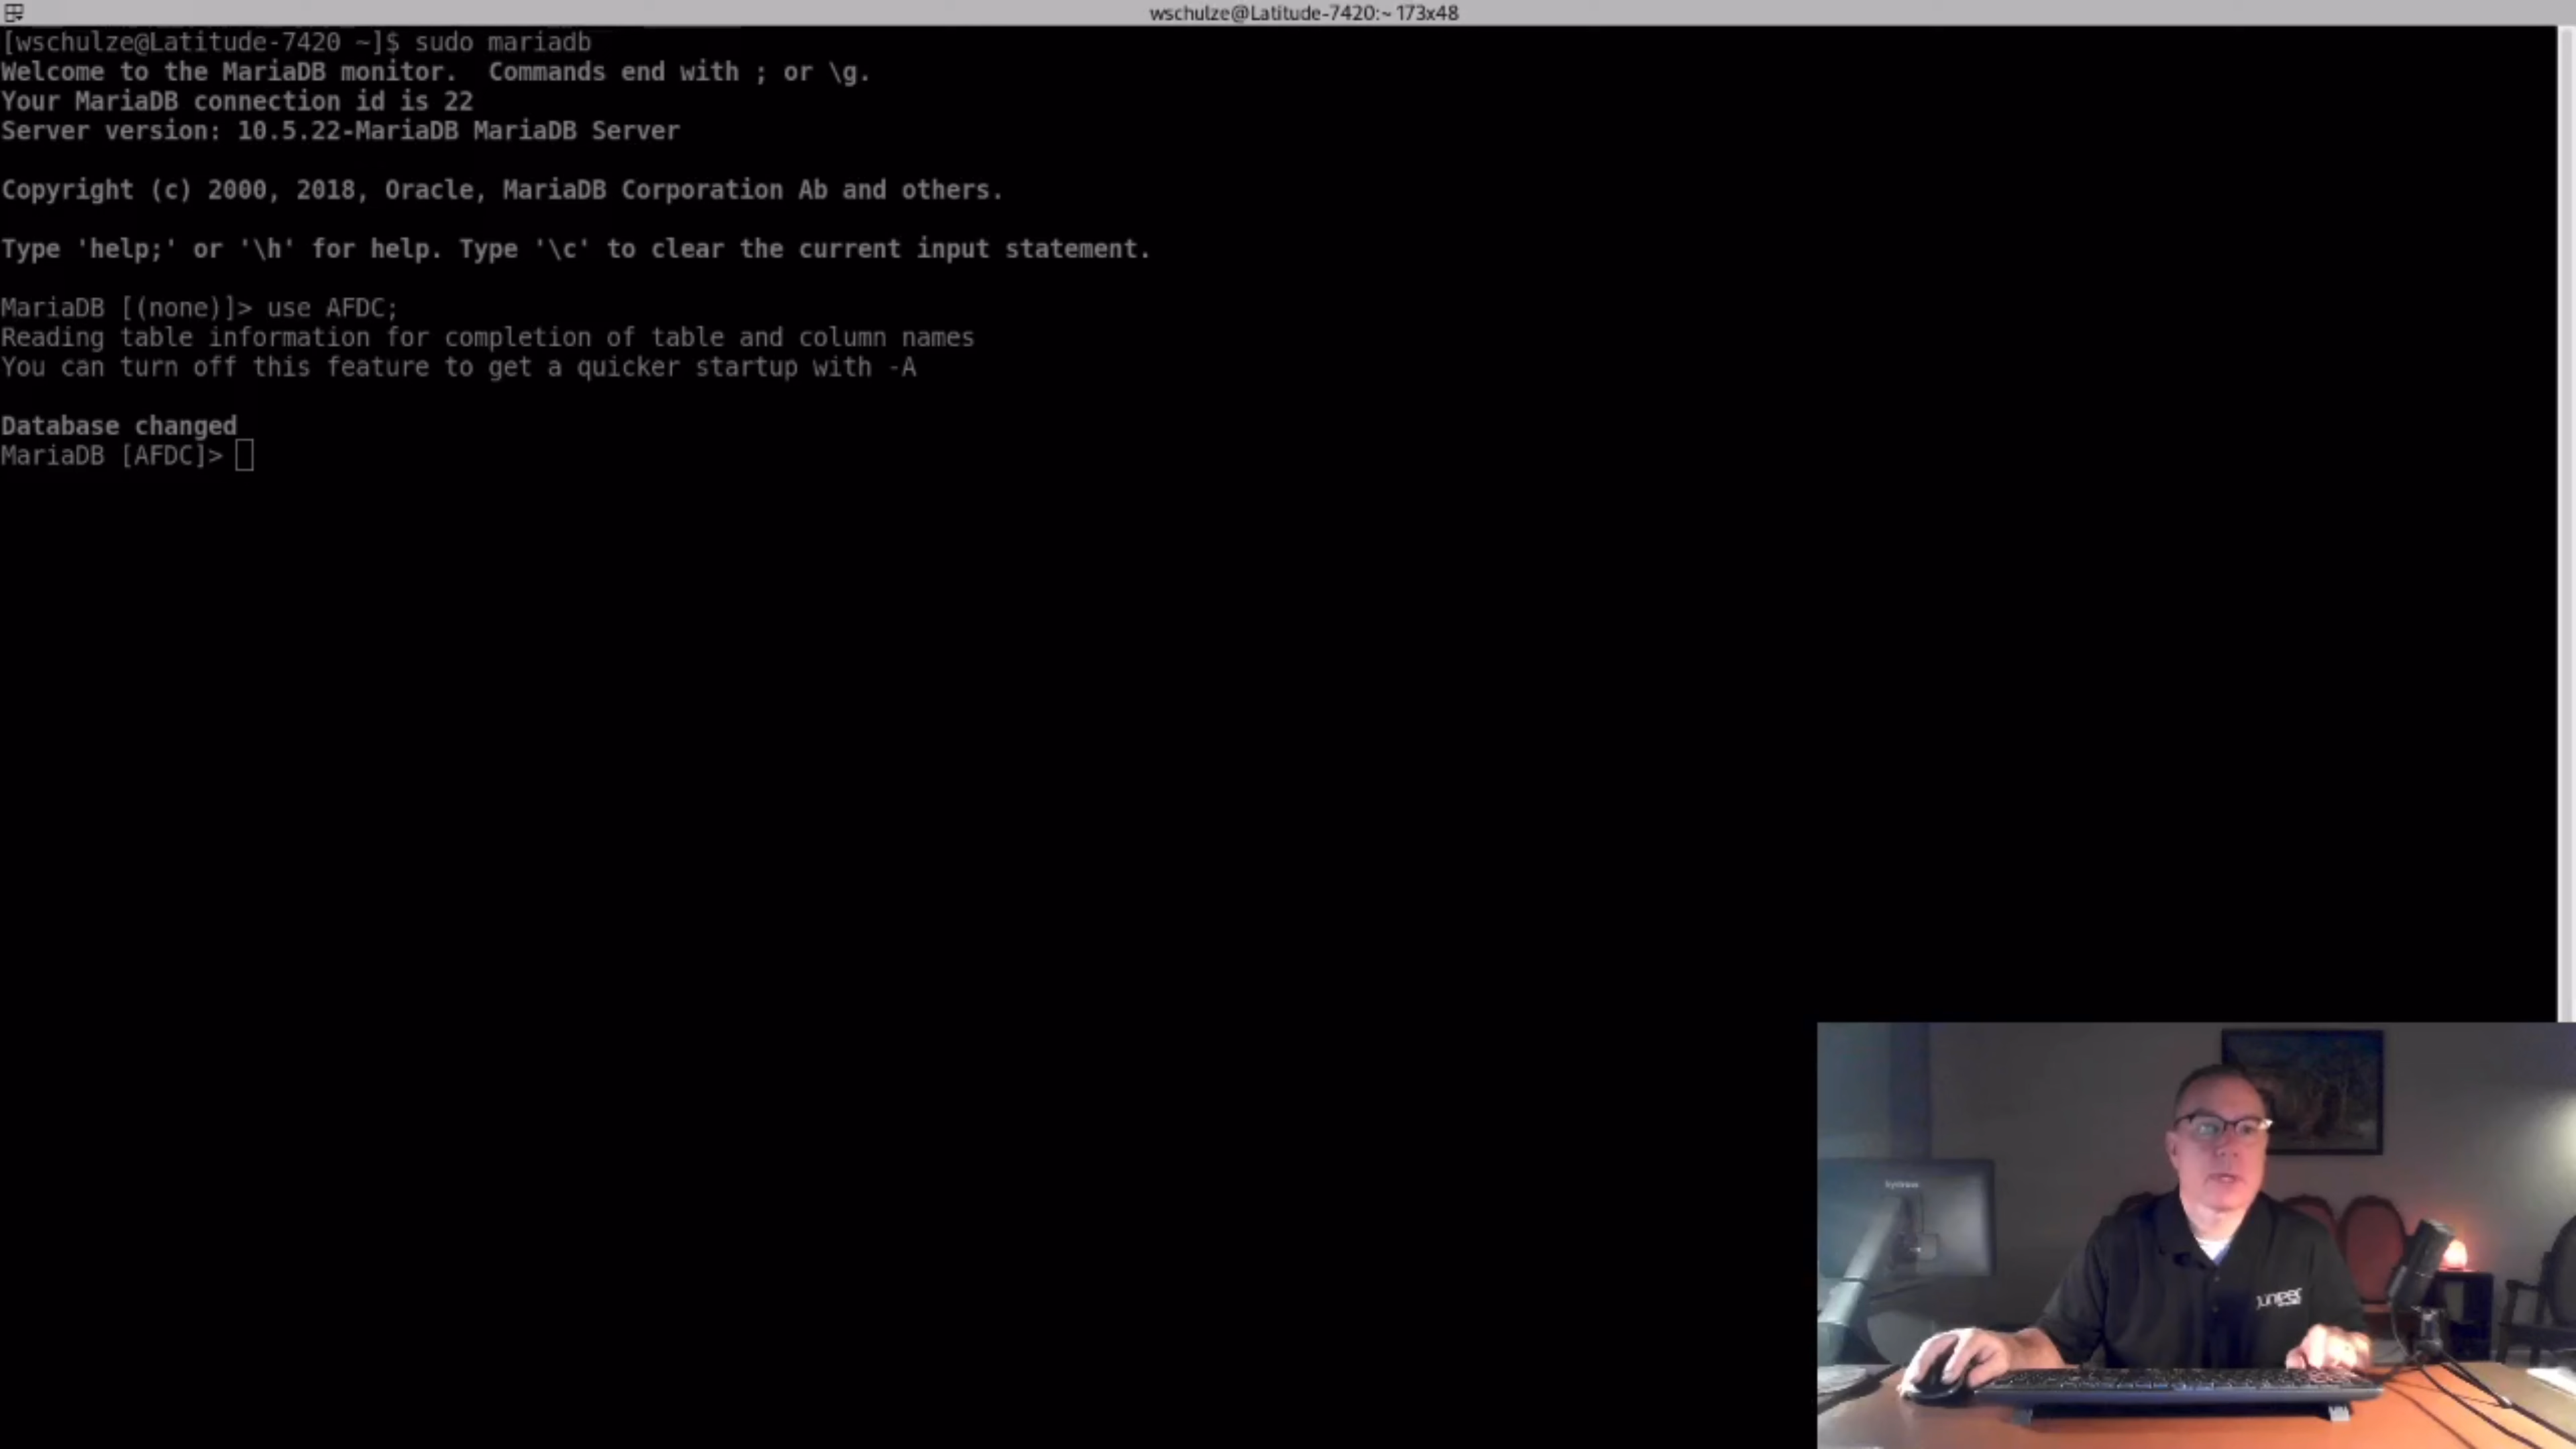 wschulze@Latitude-7420:~ 173x48
[wschulze@Latitude-7420 ~]$ sudo mariadb
Welcome to the MariaDB monitor.  Commands end with ; or \g.
Your MariaDB connection id is 22
Server version: 10.5.22-MariaDB MariaDB Server
Copyright (c) 2000, 2018, Oracle, MariaDB Corporation Ab and others.
Type 'help;' or '\h' for help. Type '\c' to clear the current input statement.
MariaDB [(none)]> use AFDC;
Reading table information for completion of table and column names
You can turn off this feature to get a quicker startup with -A
Database changed
MariaDB [AFDC]>